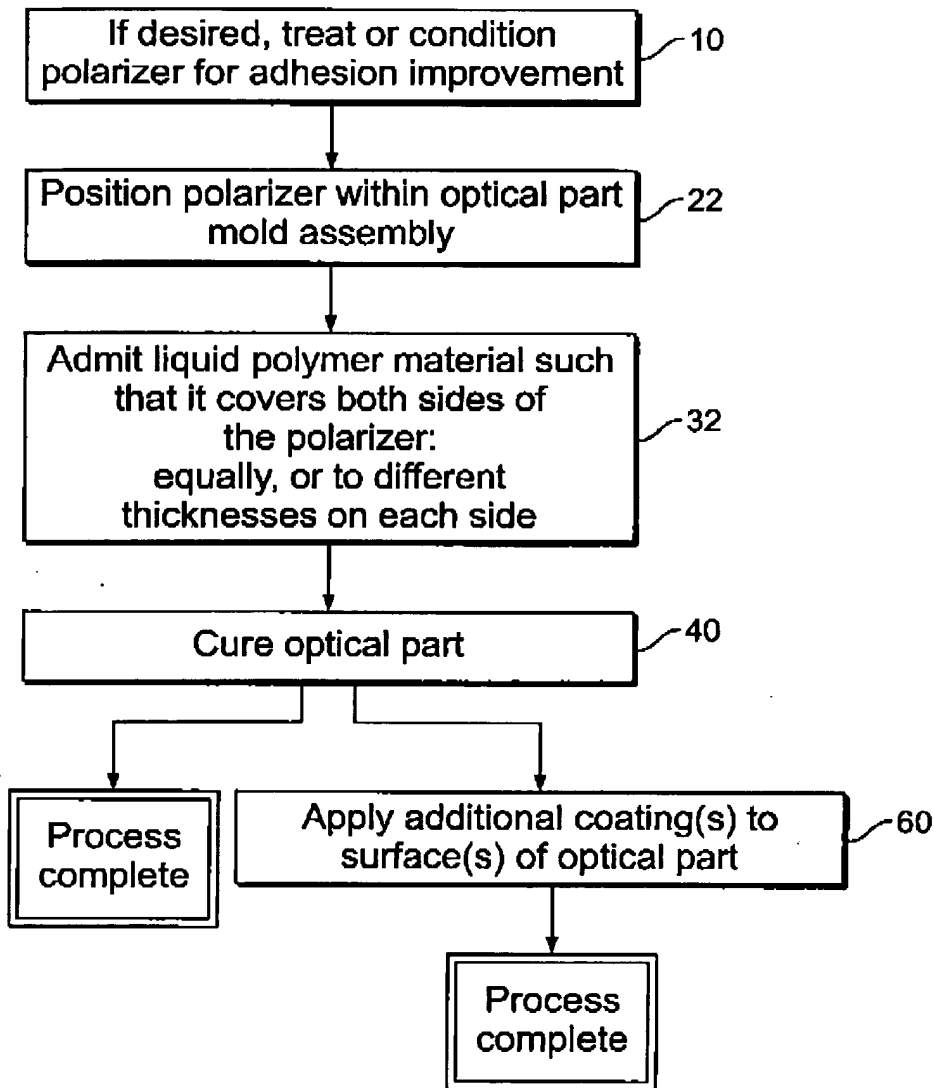 If desired, treat or condition
polarizer for adhesion improvement
10
Position polarizer within optical part
mold assembly
22
Admit liquid polymer material such
that it covers both sides of
the polarizer:
equally, or to different
thicknesses on each side
32
Cure optical part
40
Process
complete
Apply additional coating(s) to
surface(s) of optical part
60
Process
complete